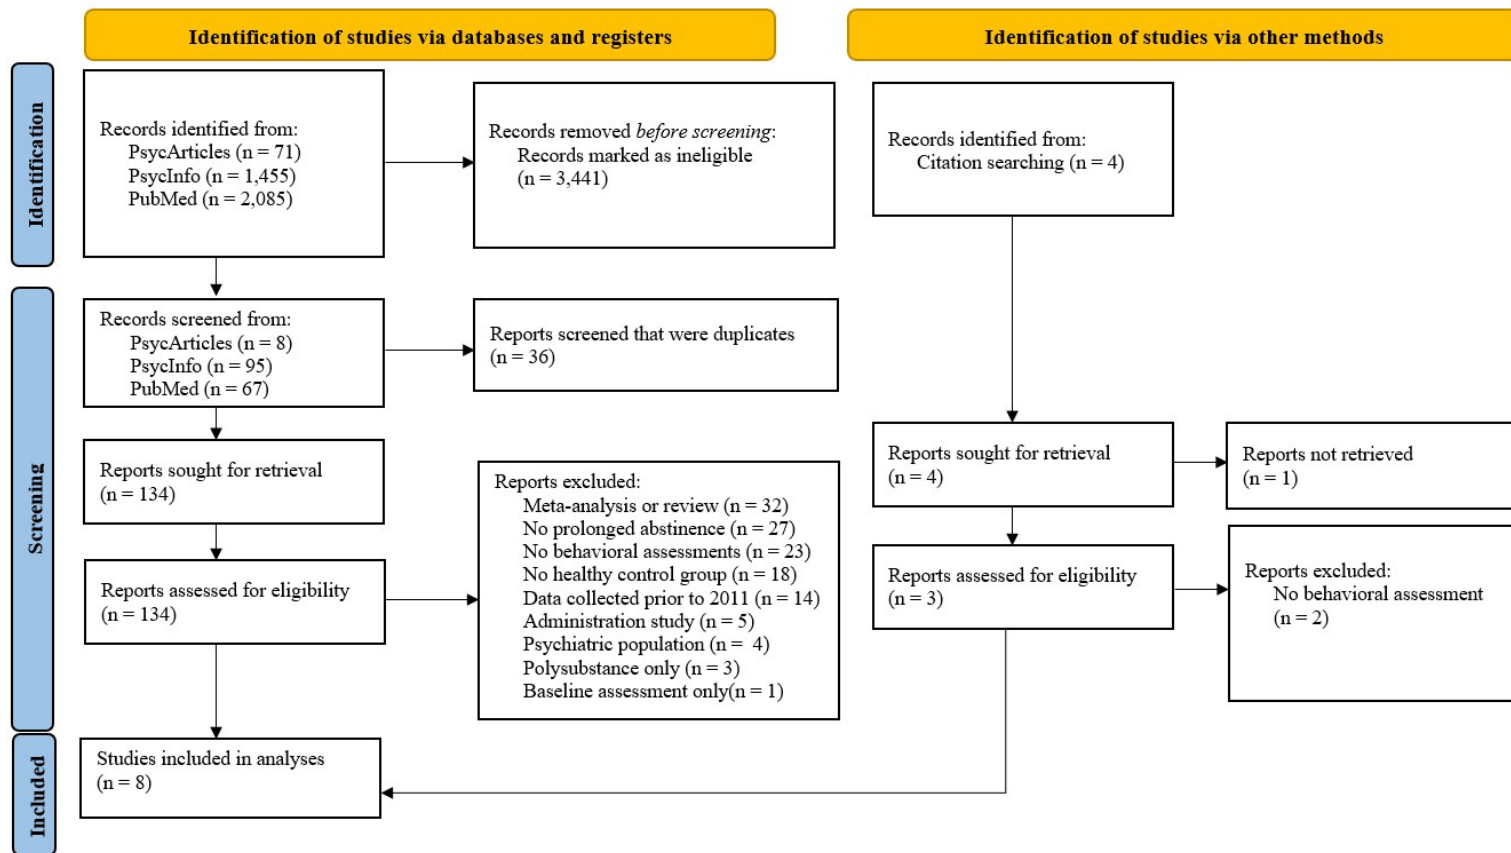 Identification of studies via databases and registers
Identification of studies via other methods
Identification
Records identified from:
PsycArticles (n = 71)
PsycInfo (n = 1,455)
PubMed (n = 2,085)
Records removed before screening:
Records marked as ineligible
(n = 3,441)
Records identified from:
Citation searching (n = 4)
Screening
Records screened from:
PsycArticles (n = 8)
PsycInfo (n = 95)
PubMed (n = 67)
Reports screened that were duplicates
(n = 36)
Reports sought for retrieval
(n = 134)
Reports sought for retrieval
(n = 4)
Reports not retrieved
(n = 1)
Reports assessed for eligibility
(n = 134)
Reports excluded:
Meta-analysis or review (n = 32)
No prolonged abstinence (n = 27)
No behavioral assessments (n = 23)
No healthy control group (n = 18)
Data collected prior to 2011 (n = 14)
Administration study (n = 5)
Psychiatric population (n =  4)
Polysubstance only (n = 3)
Baseline assessment only(n = 1)
Reports assessed for eligibility
(n = 3)
Reports excluded:
No behavioral assessment
(n = 2)
Included
Studies included in analyses
(n = 8)